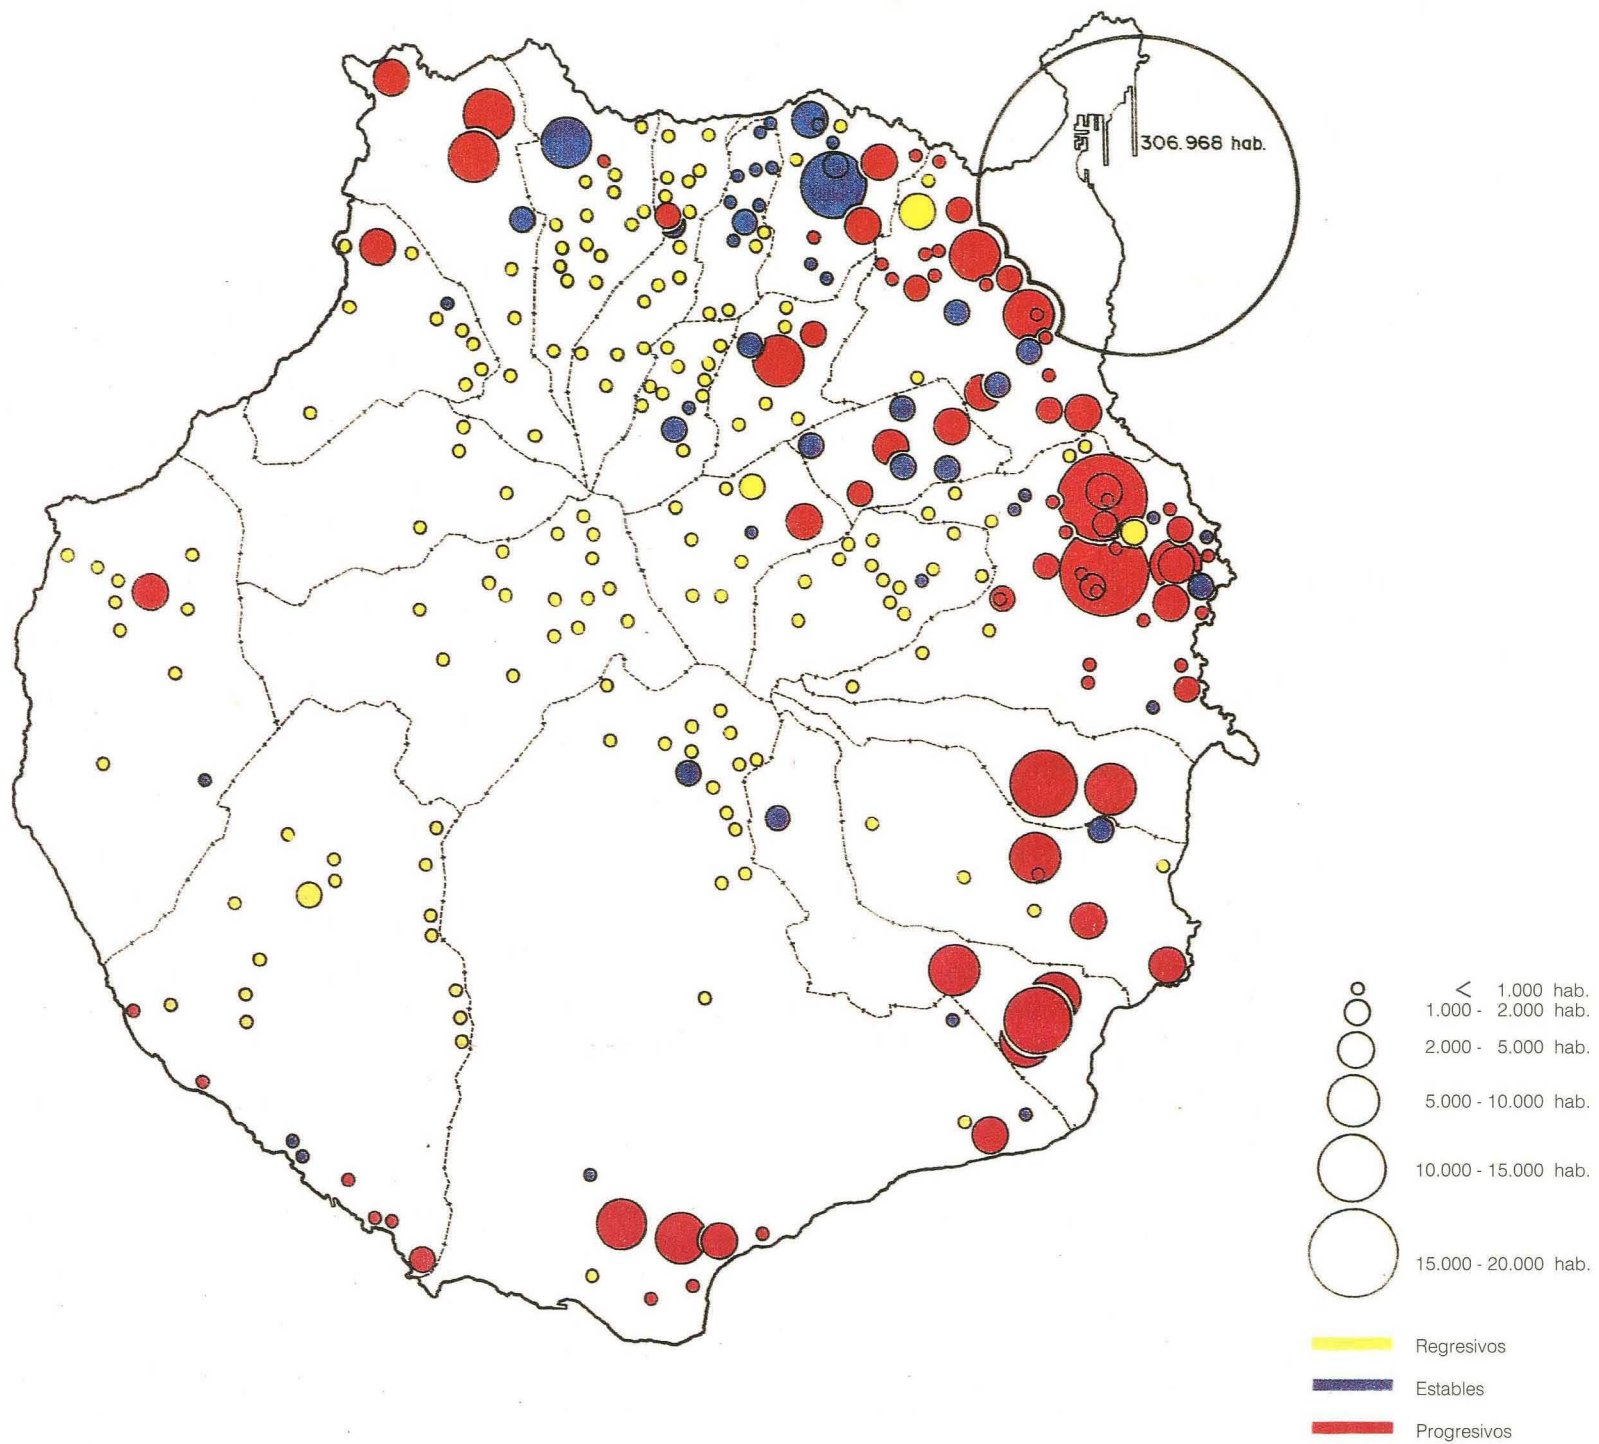 306.968 hab.
< 1.000 hab.
1.000 - 2.000 hab.
2.000 - 5.000 hab.
5.000 - 10.000 hab.
10.000 - 15.000 hab.
15.000 - 20.000 hab.
Regresivos
Estables
Progresivos